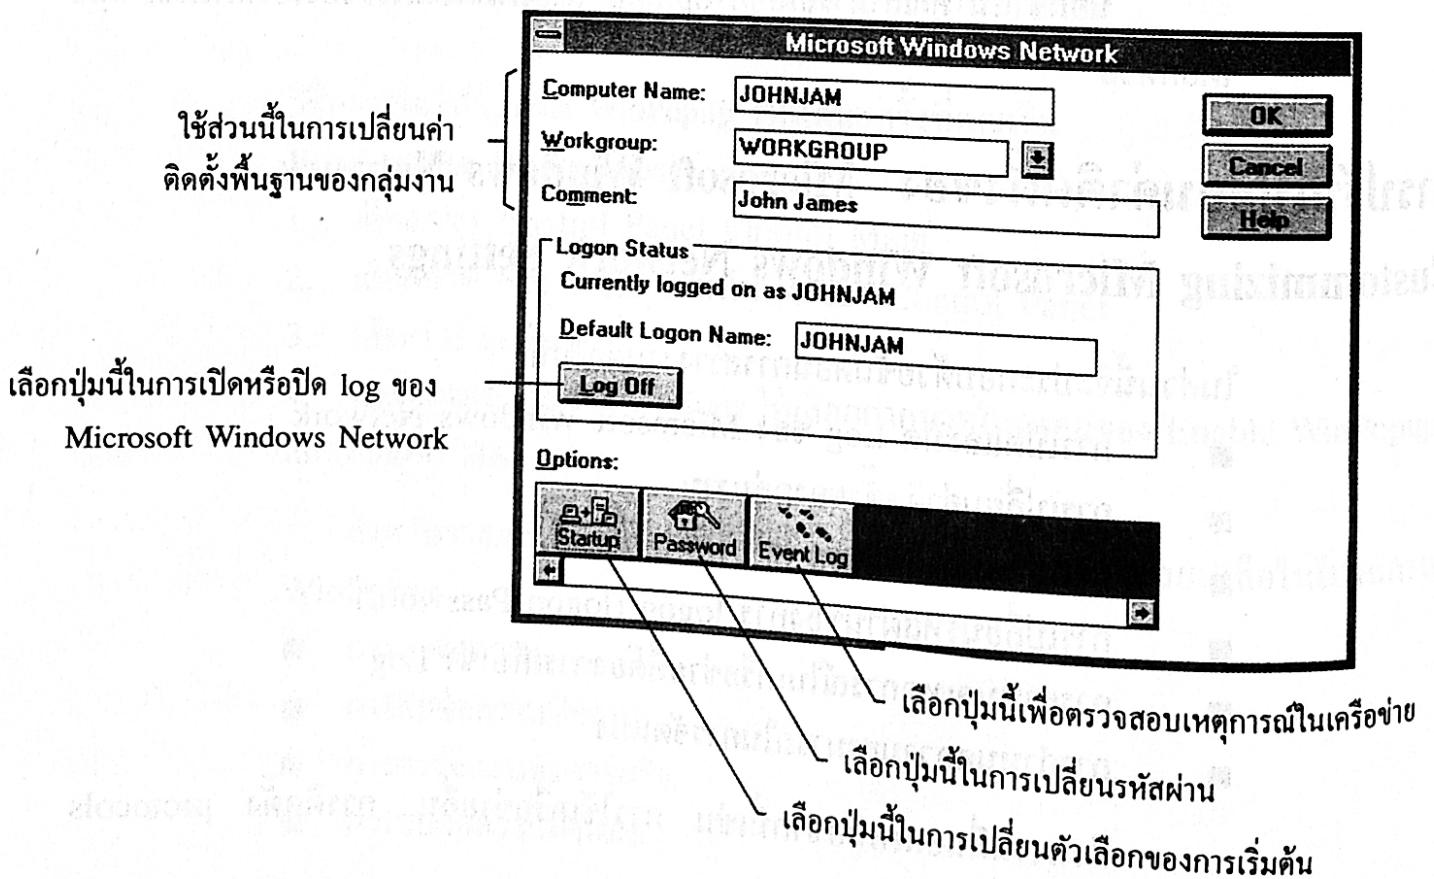 Microsoft Windows Network
Computer Name: JOHNJAM
OK
ใช้ส่วนนี้ในการเปลี่ยนค่า
ติดตั้งพื้นฐานของกลุ่มงาน
Workgroup: WORKGROUP
Cancel
Comment: John James
Help
Logon Status
Currently logged on as JOHNJAM
Default Logon Name: JOHNJAM
เลือกปุ่มนี้ในการเปิดหรือปิด log ของ
Microsoft Windows Network
Log Off
Options:
Startup Password Event Log
เลือกปุ่มนี้เพื่อตรวจสอบเหตุการณ์ในเครือข่าย
เลือกปุ่มนี้ในการเปลี่ยนรหัสผ่าน
เลือกปุ่มนี้ในการเปลี่ยนตัวเลือกของการเริ่มต้น